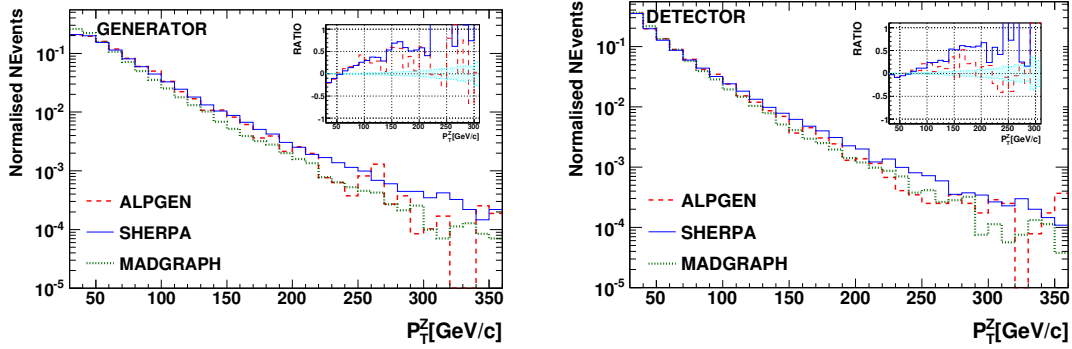 GENERATOR
Normalised NEvents
10^-1
10^-2
10^-3
10^-4
10^-5
RATIO
1
0.5
0
-0.5
-1
50 100 150 200 250 300
P_T^Z[GeV/c]
ALPGEN
SHERPA
MADGRAPH
50 100 150 200 250 300 350
P_T^Z[GeV/c]
DETECTOR
Normalised NEvents
10^-1
10^-2
10^-3
10^-4
10^-5
RATIO
1
0.5
0
-0.5
-1
50 100 150 200 250 300
P_T^Z[GeV/c]
ALPGEN
SHERPA
MADGRAPH
50 100 150 200 250 300 350
P_T^Z[GeV/c]